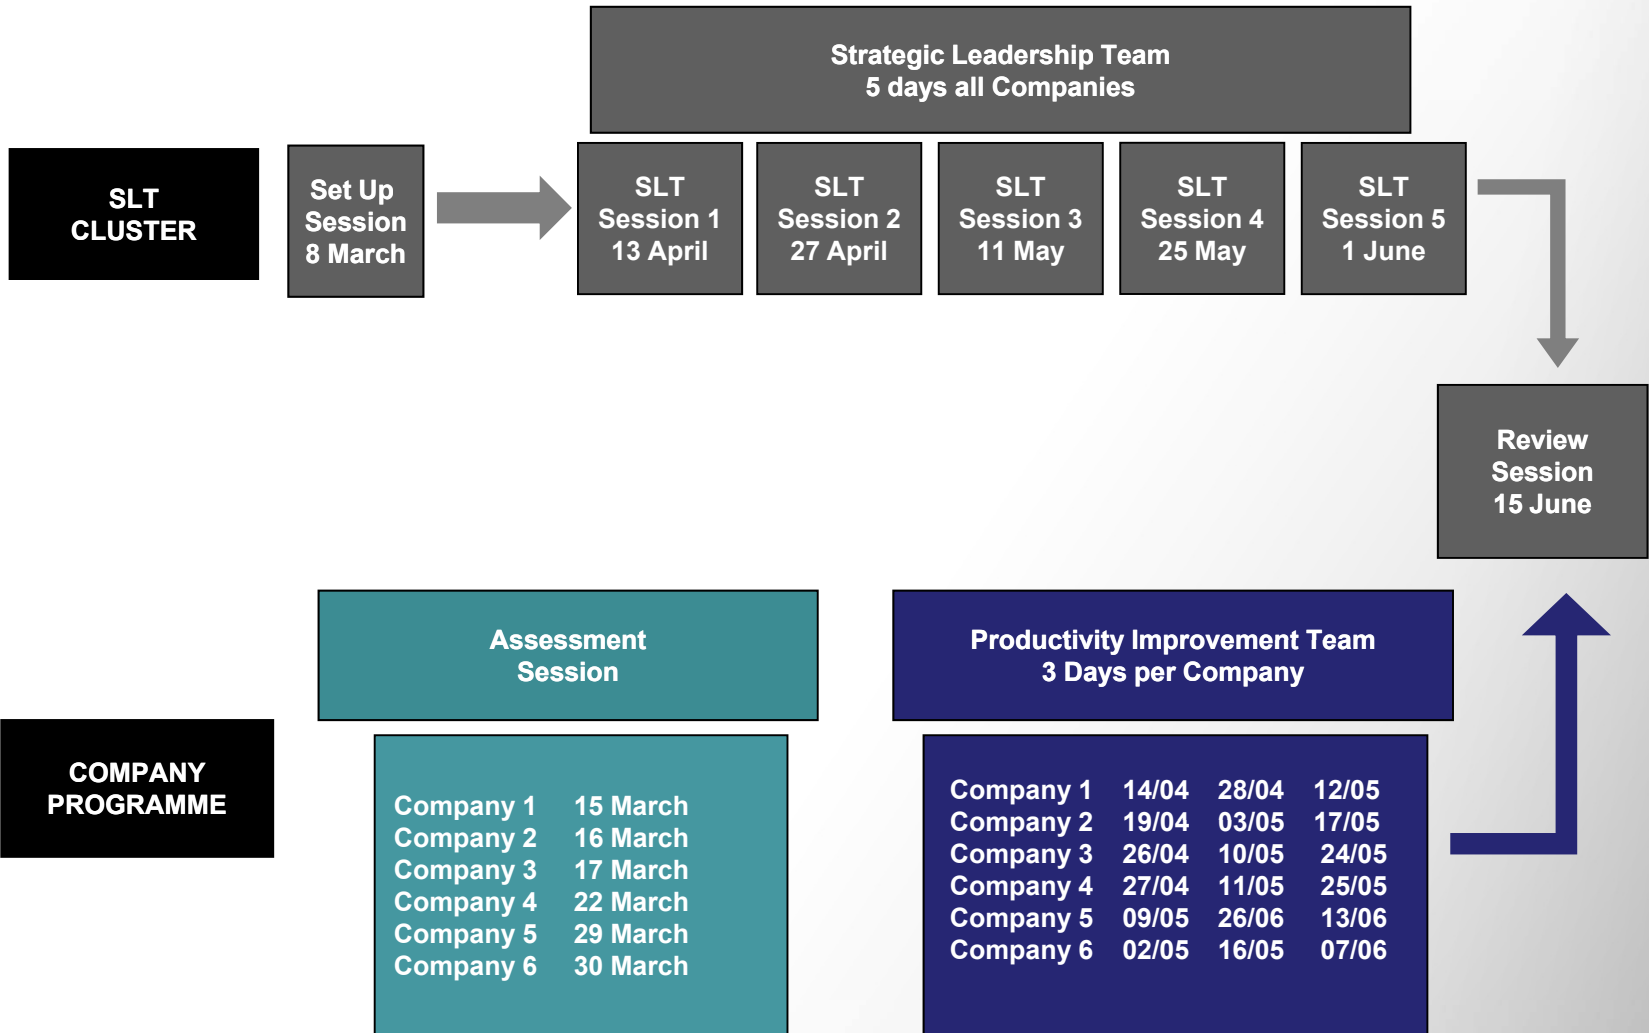 Strategic Leadership Team
5 days all Companies
SLT
CLUSTER
Set Up
Session
8 March
SLT
Session 1
13 April
SLT
Session 2
27 April
SLT
Session 3
11 May
SLT
Session 4
25 May
SLT
Session 5
1 June
Review
Session
15 June
Assessment
Session
Productivity Improvement Team
3 Days per Company
COMPANY
PROGRAMME
Company 1 15 March
Company 2 16 March
Company 3 17 March
Company 4 22 March
Company 5 29 March
Company 6 30 March
Company 1 14/04 28/04 12/05
Company 2 19/04 03/05 17/05
Company 3 26/04 10/05 24/05
Company 4 27/04 11/05 25/05
Company 5 09/05 26/06 13/06
Company 6 02/05 16/05 07/06